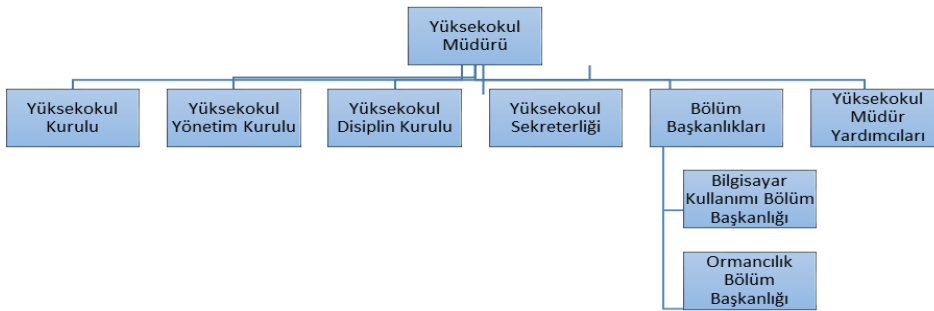 Yüksekokul
Müdürü
Yüksekokul
Kurulu
Yüksekokul
Yönetim Kurulu
Yüksekokul
Disiplin Kurulu
Yüksekokul
Sekreterliği
Bölüm
Başkanlıkları
Yüksekokul
Müdür
Yardımcıları
Bilgisayar
Kullanımı Bölüm
Başkanlığı
Ormancılık
Bölüm
Başkanlığı